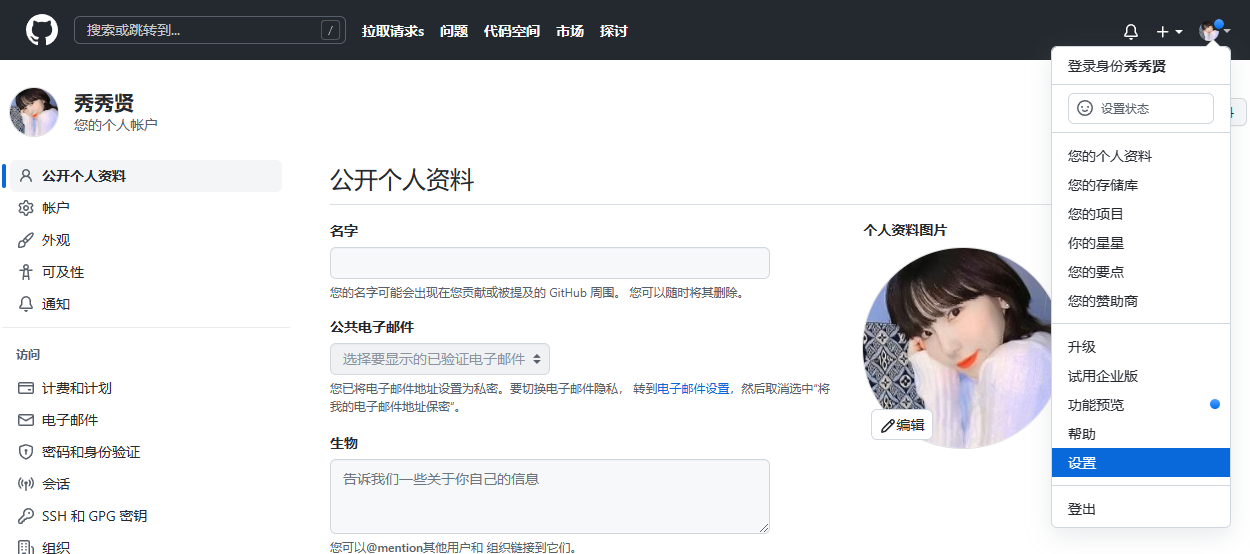 搜索或跳转到...
/
拉取请求s 问题 代码空间 市场 探讨
秀秀贤
您的个人帐户
公开个人资料
帐户
外观
可及性
通知
访问
计费和计划
电子邮件
密码和身份验证
会话
SSH 和 GPG 密钥
组织
公开个人资料
名字
您的名字可能会出现在您贡献或被提及的 GitHub 周围。 您可以随时将其删除。
公共电子邮件
选择要显示的已验证电子邮件
您已将电子邮件地址设置为私密。要切换电子邮件隐私， 转到电子邮件设置，然后取消选中“将
我的电子邮件地址保密”。
生物
告诉我们一些关于你自己的信息
您可以@mention其他用户和 组织链接到它们。
个人资料图片
编辑
登录身份秀秀贤
设置状态
您的个人资料
您的存储库
您的项目
你的星星
您的要点
您的赞助商
升级
试用企业版
功能预览
帮助
设置
登出